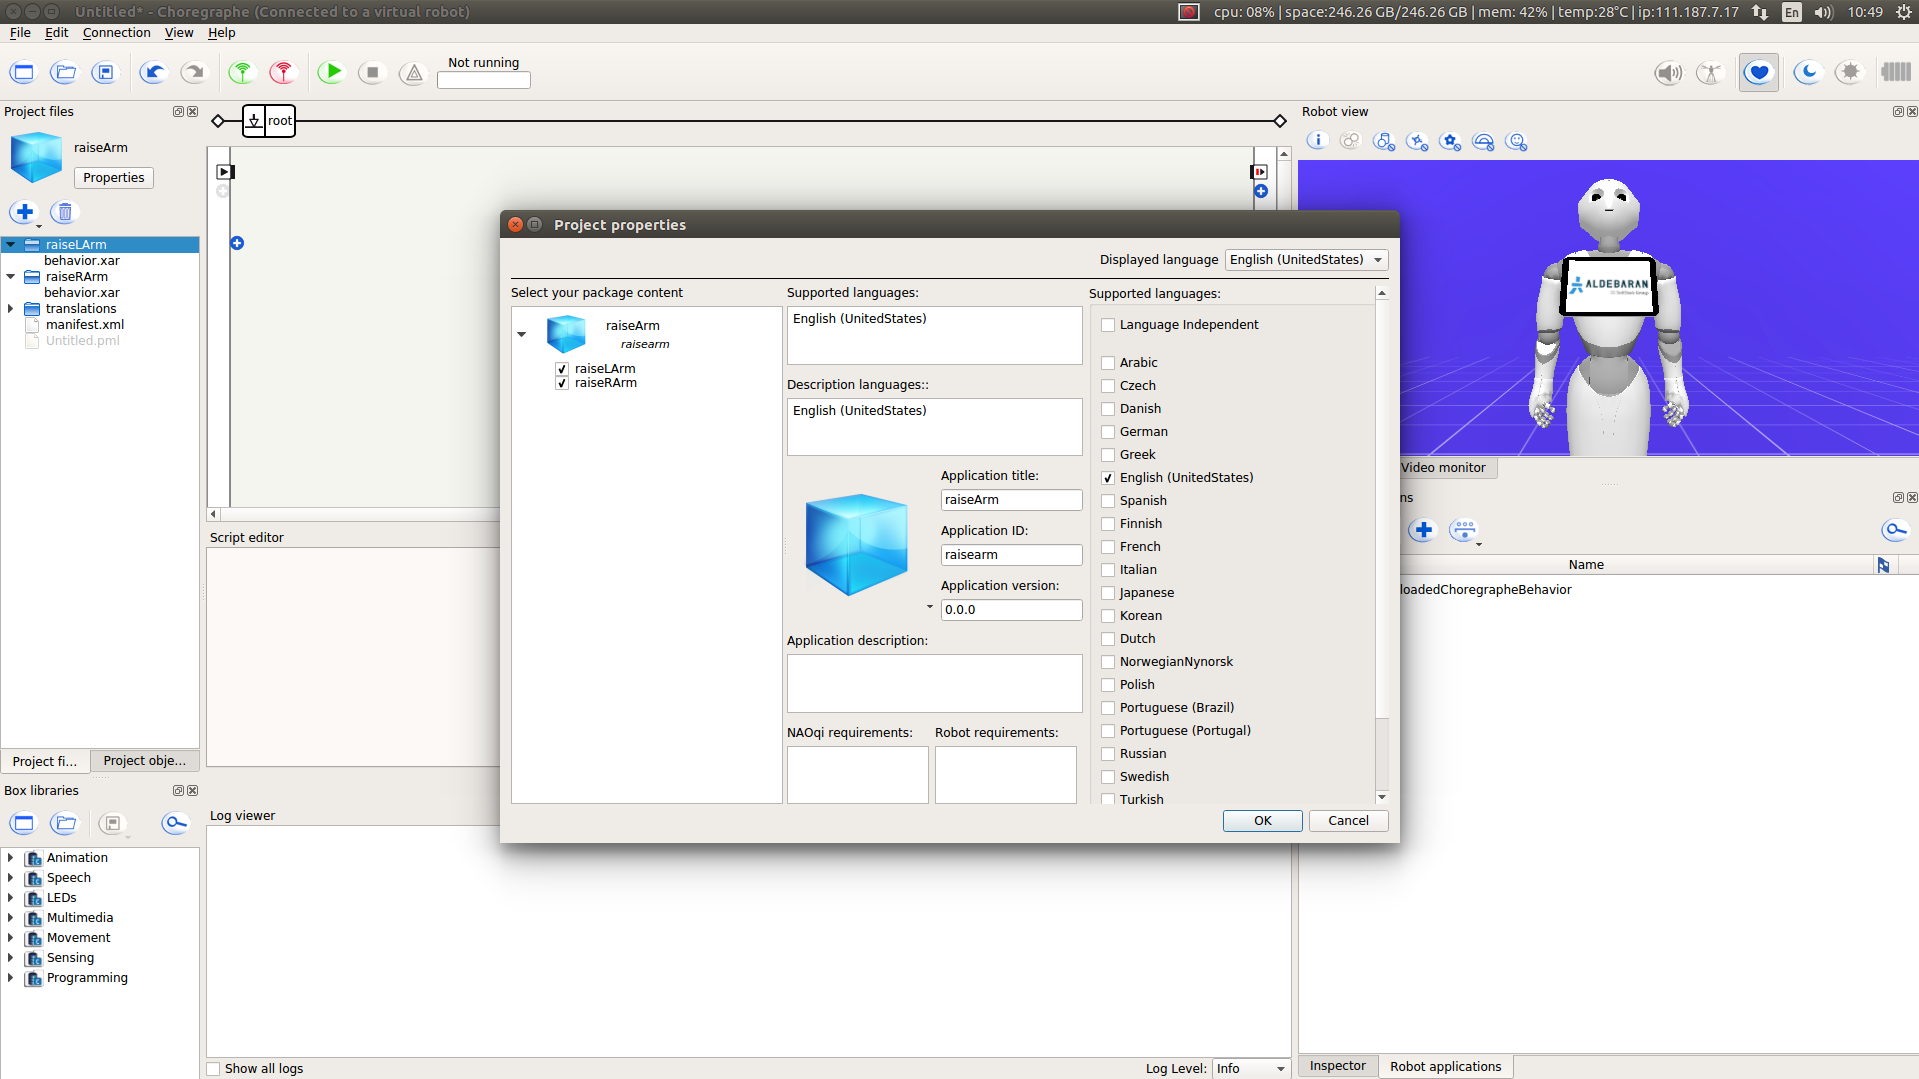 Untitled* - Choregraphe (Connected to a virtual robot)
cpu: 08% | space:246.26 GB/246.26 GB | mem: 42% | temp:28°C | ip:111.187.7.17
En
10:49
File Edit Connection View Help
Not running
Project files
raiseArm
Properties
raiseLArm
behavior.xar
raiseRArm
behavior.xar
translations
manifest.xml
Untitled.pml
Project fi...
Project obje...
Box libraries
Animation
Speech
LEDs
Multimedia
Movement
Sensing
Programming
root
Script editor
Log viewer
Show all logs
Log Level: Info
Project properties
Displayed language English (UnitedStates)
Select your package content
raiseArm
raisearm
raiseLArm
raiseRArm
Supported languages:
English (UnitedStates)
Description languages::
English (UnitedStates)
Application title:
raiseArm
Application ID:
raisearm
Application version:
0.0.0
Application description:
NAOqi requirements:
Robot requirements:
Supported languages:
Language Independent
Arabic
Czech
Danish
German
Greek
English (UnitedStates)
Spanish
Finnish
French
Italian
Japanese
Korean
Dutch
NorwegianNynorsk
Polish
Portuguese (Brazil)
Portuguese (Portugal)
Russian
Swedish
Turkish
OK
Cancel
Robot view
ALDEBARAN
Video monitor
ns
Name
loadedChoregrapheBehavior
Inspector
Robot applications